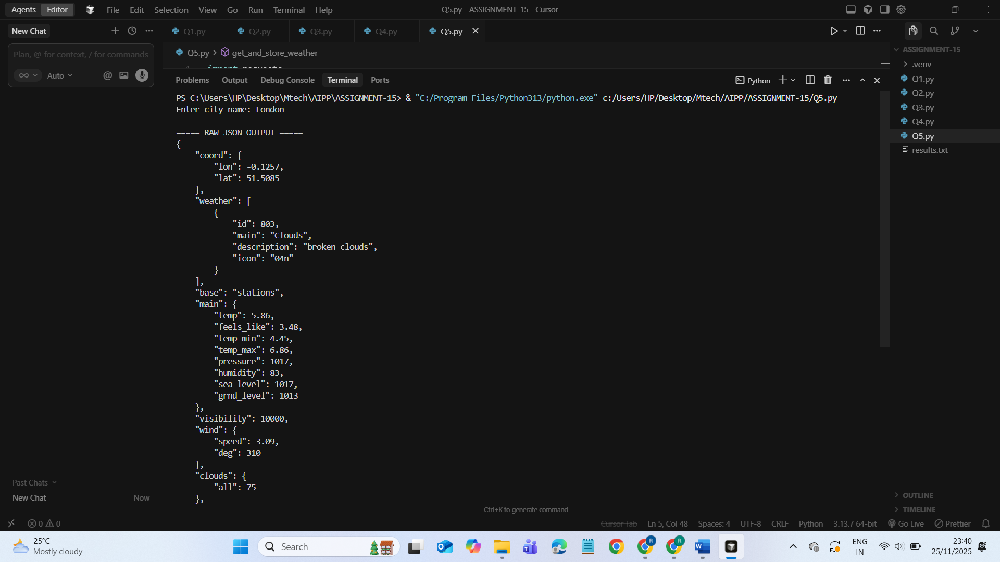 Agents Editor File Edit Selection View Go Run Terminal Help Q5.py - ASSIGNMENT-15 - Cursor
New Chat
Plan, @ for context, / for commands
Auto
Past Chats
New Chat Now
Q1.py Q2.py Q3.py Q4.py Q5.py
Q5.py > get_and_store_weather
1 import requests
Problems Output Debug Console Terminal Ports
Python
PS C:\Users\HP\Desktop\Mtech\AIPP\ASSIGNMENT-15> & "C:/Program Files/Python313/python.exe" c:/Users/HP/Desktop/Mtech/AIPP/ASSIGNMENT-15/Q5.py
Enter city name: London
===== RAW JSON OUTPUT =====
{
"coord": {
"lon": -0.1257,
"lat": 51.5085
},
"weather": [
{
"id": 803,
"main": "Clouds",
"description": "broken clouds",
"icon": "04n"
}
],
"base": "stations",
"main": {
"temp": 5.86,
"feels_like": 3.48,
"temp_min": 4.45,
"temp_max": 6.86,
"pressure": 1017,
"humidity": 83,
"sea_level": 1017,
"grnd_level": 1013
},
"visibility": 10000,
"wind": {
"speed": 3.09,
"deg": 310
},
"clouds": {
"all": 75
},
Ctrl+K to generate command
ASSIGNMENT-15
.venv
Q1.py
Q2.py
Q3.py
Q4.py
Q5.py
results.txt
OUTLINE
TIMELINE
0 0 Cursor Tab Ln 5, Col 48 Spaces: 4 UTF-8 CRLF Python 3.13.7 64-bit Go Live Prettier
25°C
Mostly cloudy
Search
ENG
IN
23:40
25/11/2025